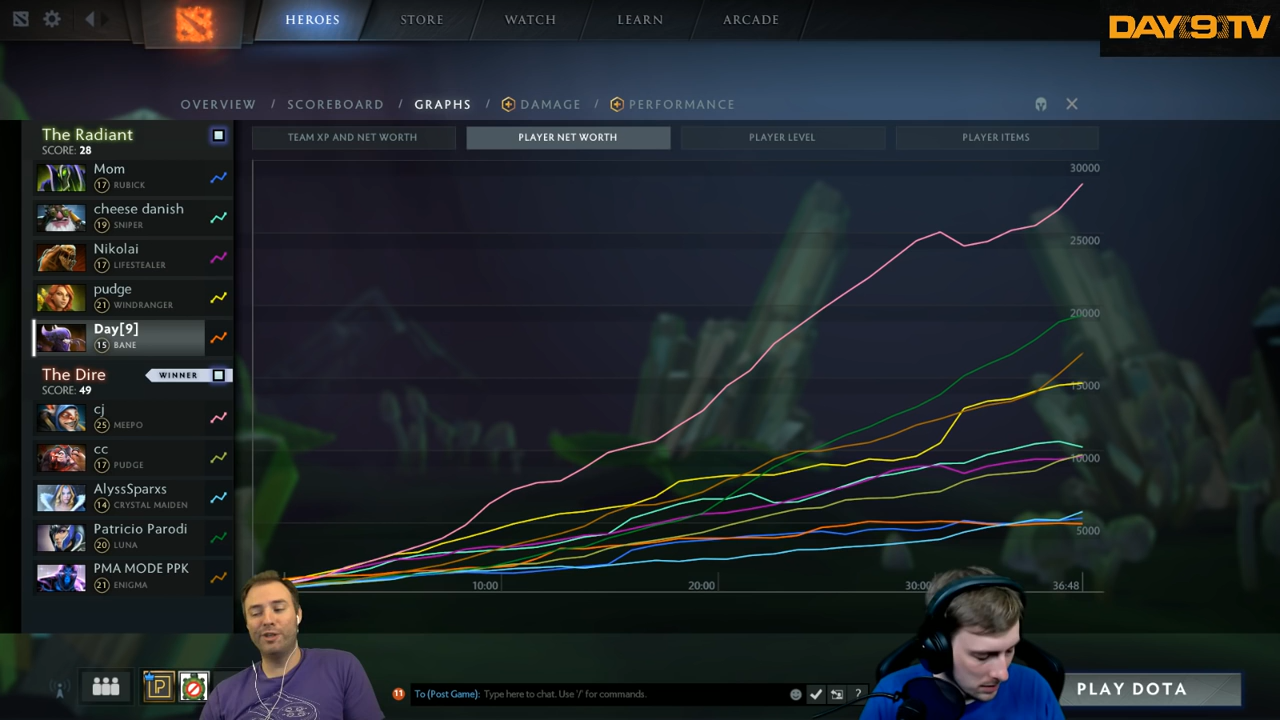 HEROES STORE WATCH LEARN ARCADE
DAY[9].TV
OVERVIEW / SCOREBOARD / GRAPHS / DAMAGE / PERFORMANCE
The Radiant
SCORE: 28
TEAM XP AND NET WORTH PLAYER NET WORTH PLAYER LEVEL PLAYER ITEMS
Mom
17 RUBICK
cheese danish
19 SNIPER
Nikolai
17 LIFESTEALER
pudge
21 WINDRANGER
Day[9]
15 BANE
The Dire
WINNER
SCORE: 49
cj
25 MEEPO
cc
17 PUDGE
AlyssSparxs
14 CRYSTAL MAIDEN
Patricio Parodi
20 LUNA
PMA MODE PPK
21 ENIGMA
30000
25000
20000
15000
10000
5000
10:00 20:00 30:00 36:48
P
11 To (Post Game): Type here to chat. Use '/' for commands. ?
PLAY DOTA